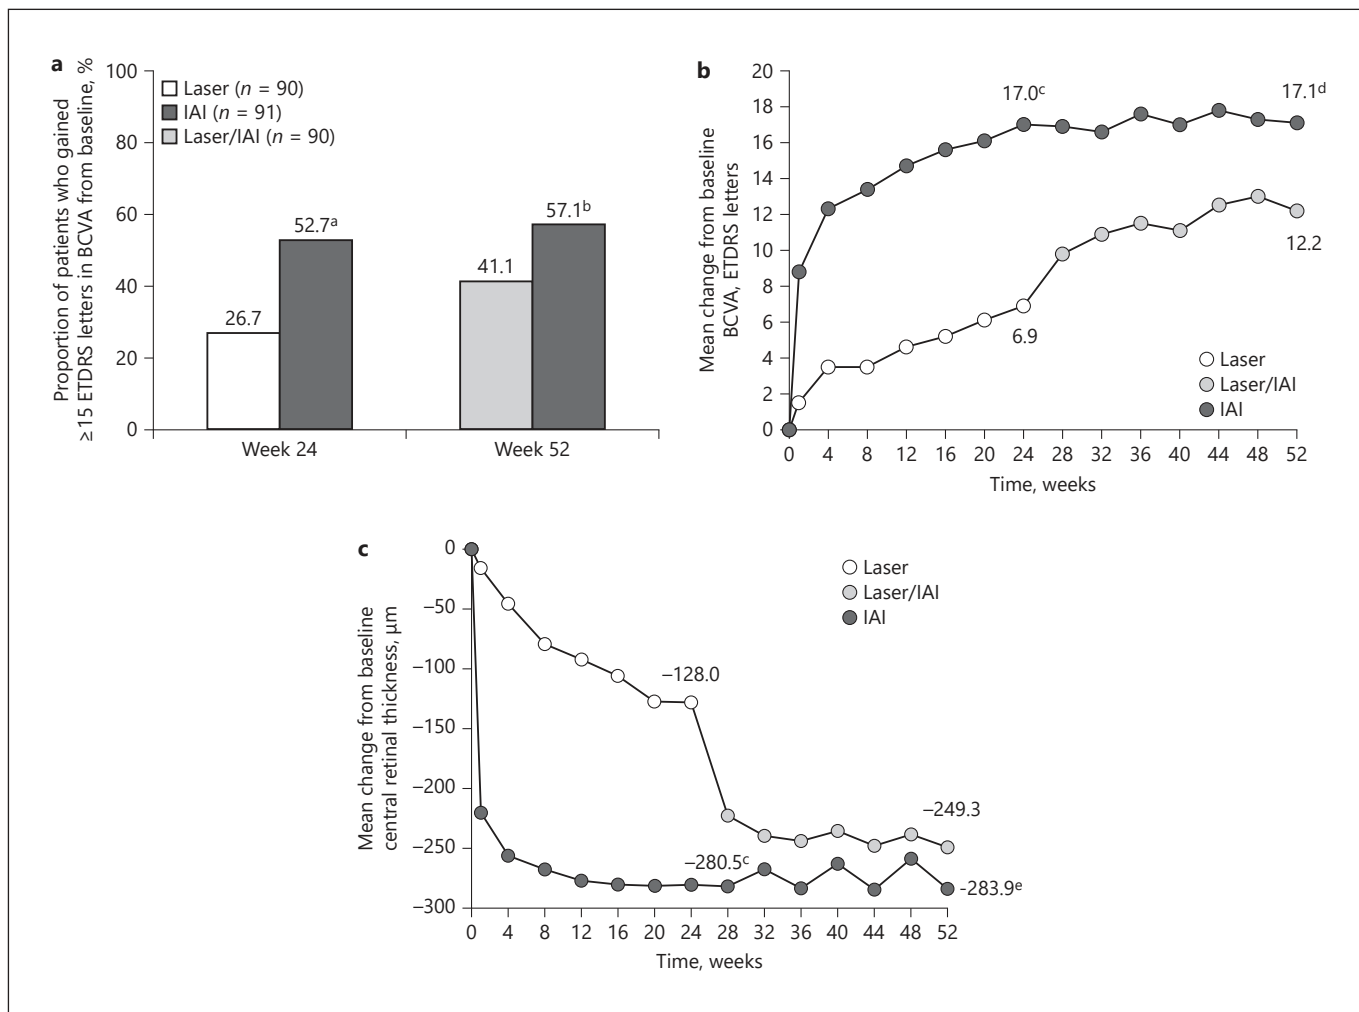 a
Proportion of patients who gained
≥15 ETDRS letters in BCVA from baseline, %
100
80
60
40
20
0
Laser (n = 90)
IAI (n = 91)
Laser/IAI (n = 90)
26.7
52.7a
41.1
57.1b
Week 24
Week 52
b
Mean change from baseline
BCVA, ETDRS letters
20
18
16
14
12
10
8
6
4
2
0
17.0c
17.1d
12.2
6.9
Laser
Laser/IAI
IAI
0 4 8 12 16 20 24 28 32 36 40 44 48 52
Time, weeks
c
Mean change from baseline
central retinal thickness, µm
0
–50
–100
–150
–200
–250
–300
Laser
Laser/IAI
IAI
–128.0
–249.3
–280.5c
-283.9e
0 4 8 12 16 20 24 28 32 36 40 44 48 52
Time, weeks